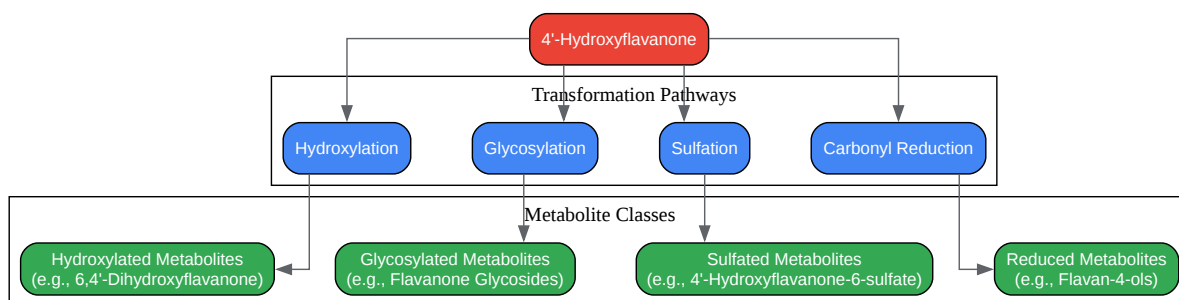 4'-Hydroxyflavanone
Transformation Pathways
Hydroxylation
Glycosylation
Sulfation
Carbonyl Reduction
Metabolite Classes
Hydroxylated Metabolites
(e.g., 6,4'-Dihydroxyflavanone)
Glycosylated Metabolites
(e.g., Flavanone Glycosides)
Sulfated Metabolites
(e.g., 4'-Hydroxyflavanone-6-sulfate)
Reduced Metabolites
(e.g., Flavan-4-ols)